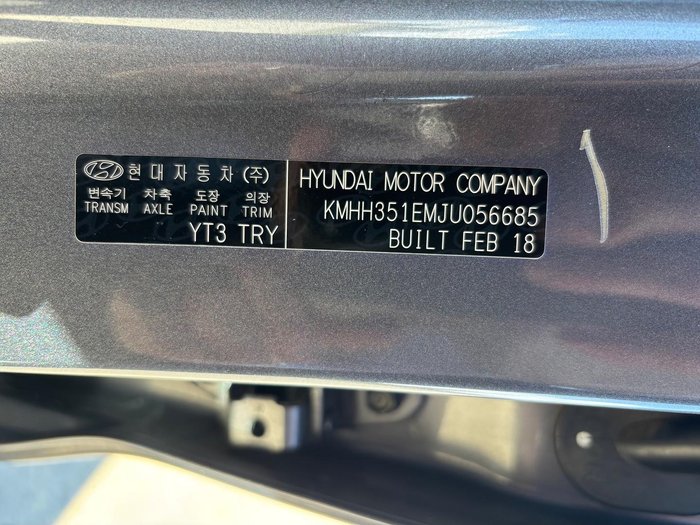 현대자동차(주)
변속기 차축 도장 의장
TRANSM AXLE PAINT TRIM
YT3 TRY
HYUNDAI MOTOR COMPANY
KMHH351EMJU056685
BUILT FEB 18